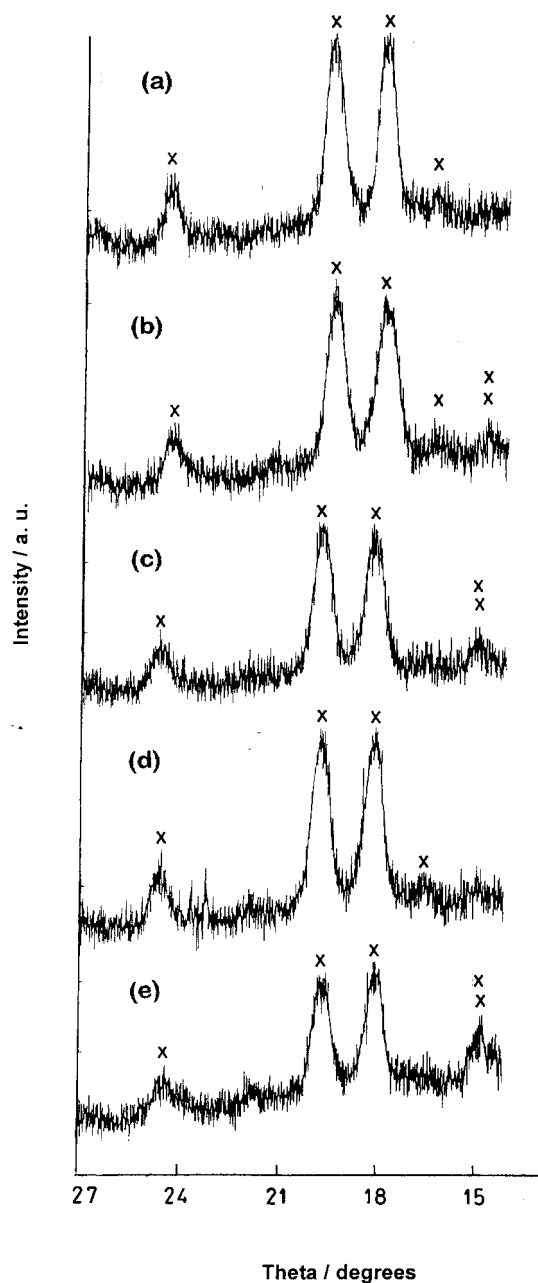 x x
(a)
x x
x x
(b)
x x x
x
x x
(c) x
x x
x x
(d)
x x
x
(e) x
x x
Intensity / a. u.
27 24 21 18 15
Theta / degrees